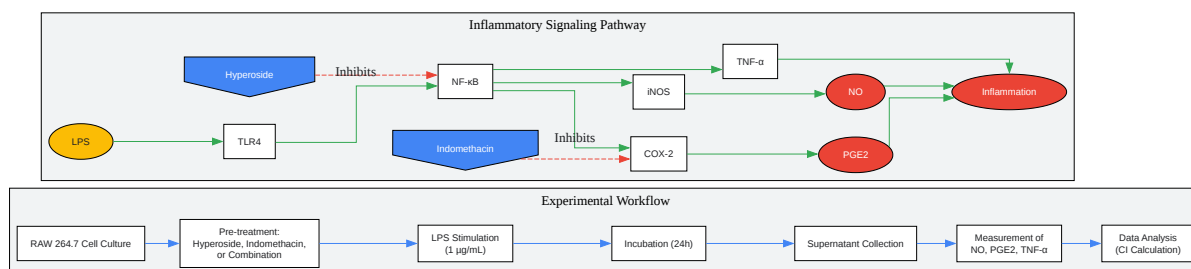 Inflammatory Signaling Pathway
TNF-α
Hyperoside
Inhibits
NF-κB
iNOS
NO
Inflammation
LPS
TLR4
Indomethacin
Inhibits
COX-2
PGE2
Experimental Workflow
RAW 264.7 Cell Culture
Pre-treatment:
Hyperoside, Indomethacin,
or Combination
LPS Stimulation
(1 µg/mL)
Incubation (24h)
Supernatant Collection
Measurement of
NO, PGE2, TNF-α
Data Analysis
(CI Calculation)